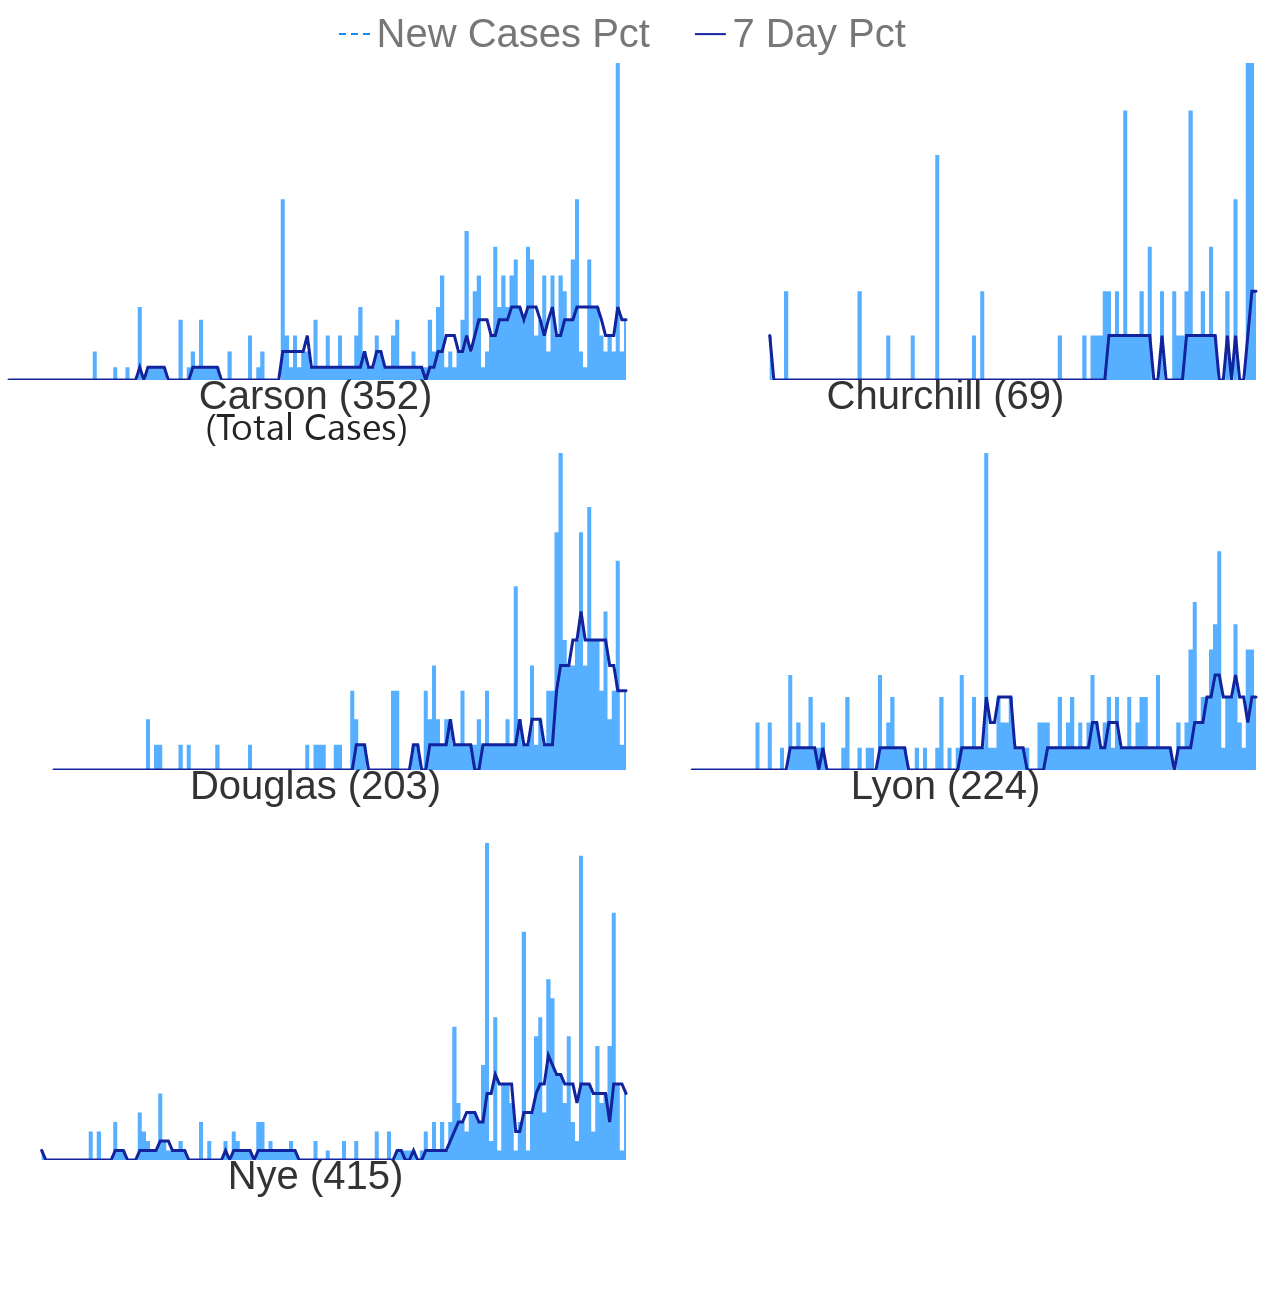 New Cases Pct 7 Day Pct
Carson (352) Churchill (69)
(Total Cases)
Douglas (203) Lyon (224)
Nye (415)